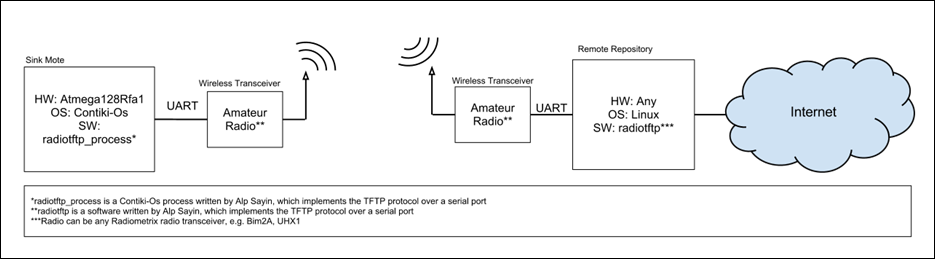 Sink Mote
HW: Atmega128Rfa1
OS: Contiki-Os
SW:
radiotftp_process*
UART
Wireless Transceiver
Amateur
Radio**
Wireless Transceiver
Amateur
Radio**
UART
Remote Repository
HW: Any
OS: Linux
SW: radiotftp***
Internet
*radiotftp_process is a Contiki-Os process written by Alp Sayin, which implements the TFTP protocol over a serial port
**radiotftp is a software written by Alp Sayin, which implements the TFTP protocol over a serial port
***Radio can be any Radiometrix radio transceiver, e.g. Bim2A, UHX1